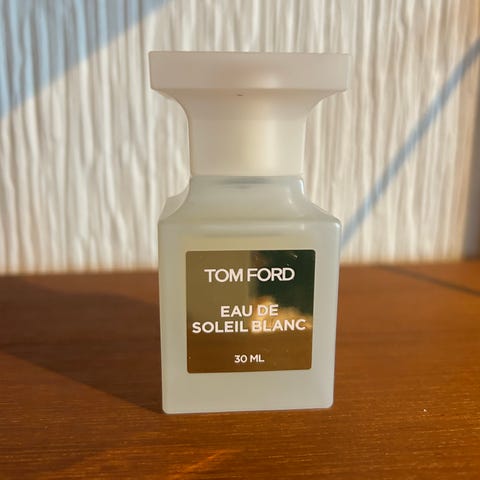 TOM FORD
EAU DE
SOLEIL BLANC
30 ML